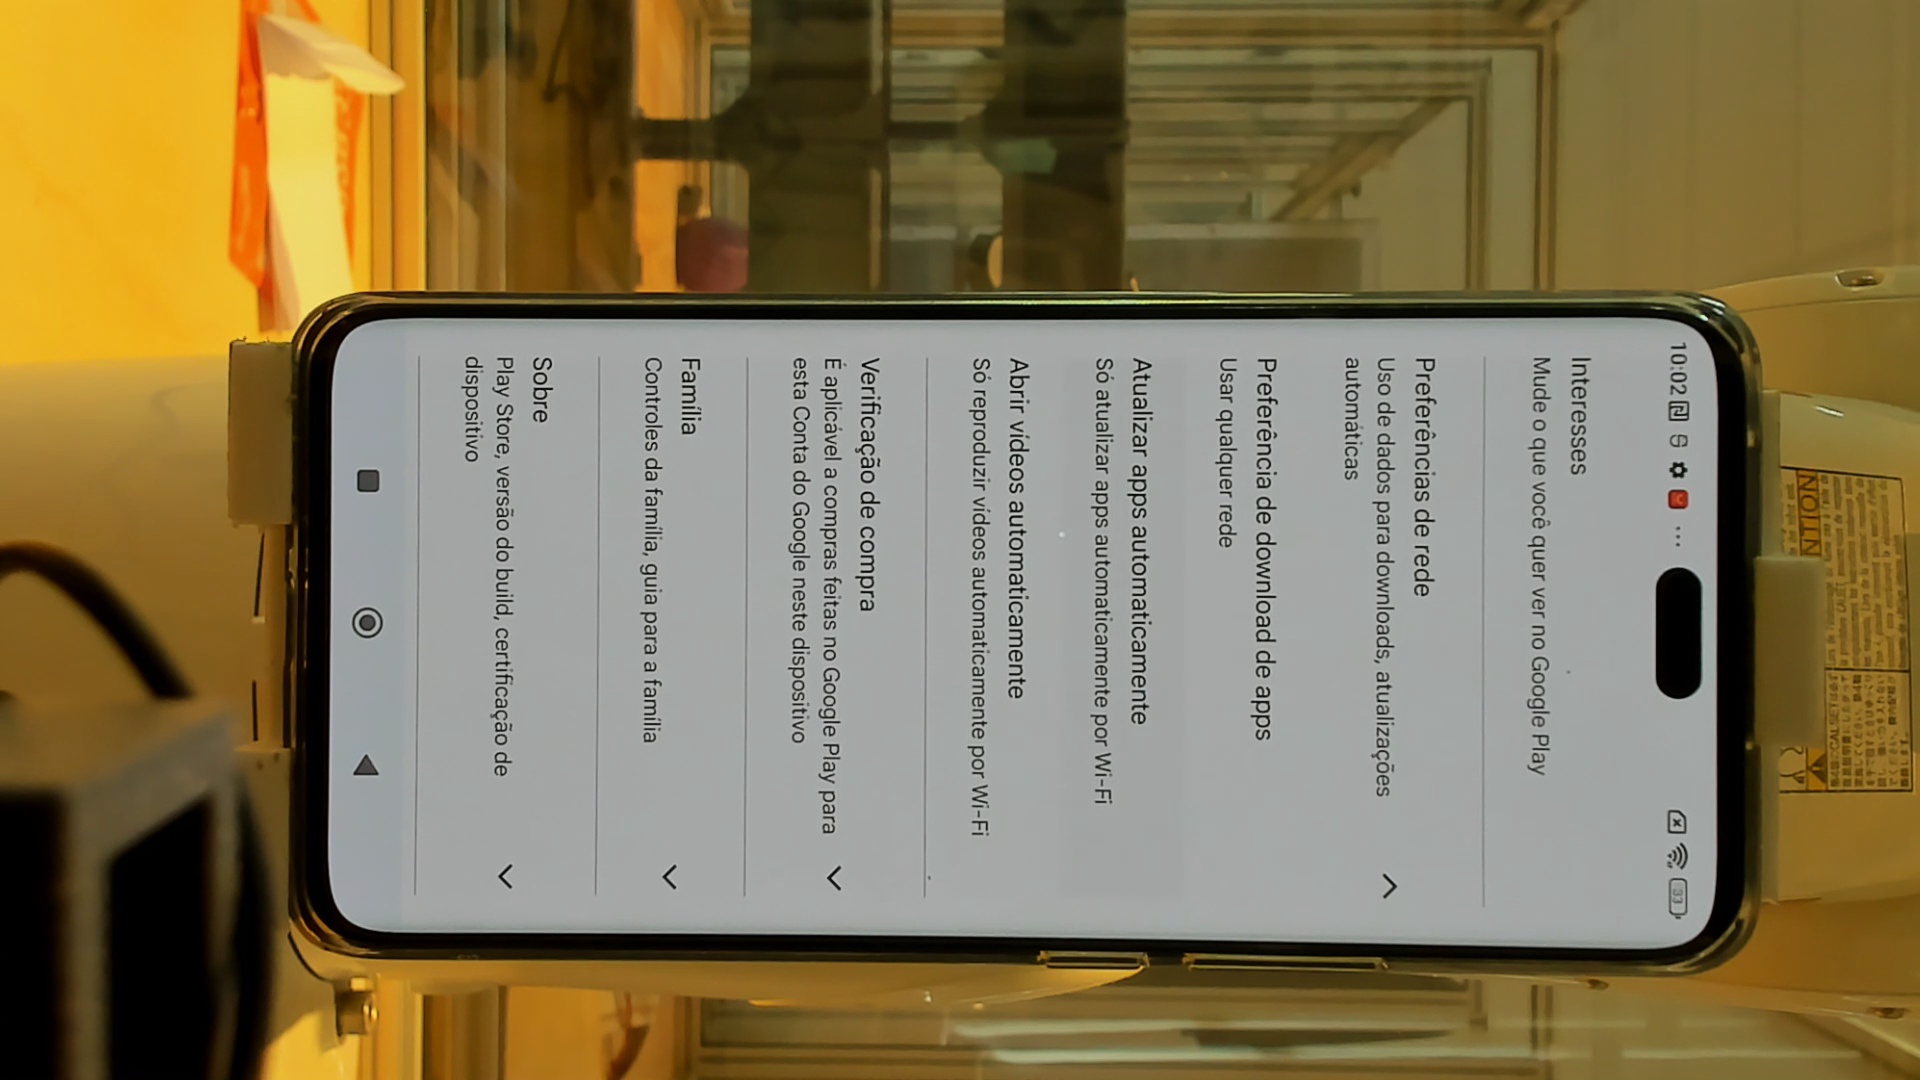 10:02
33
Interesses
Mude o que você quer ver no Google Play
Preferências de rede
Uso de dados para downloads, atualizações
automáticas
Preferência de download de apps
Usar qualquer rede
Atualizar apps automaticamente
Só atualizar apps automaticamente por Wi-Fi
Abrir vídeos automaticamente
Só reproduzir vídeos automaticamente por Wi-Fi
Verificação de compra
É aplicável a compras feitas no Google Play para
esta Conta do Google neste dispositivo
Família
Controles da família, guia para a família
Sobre
Play Store, versão do build, certificação de
dispositivo